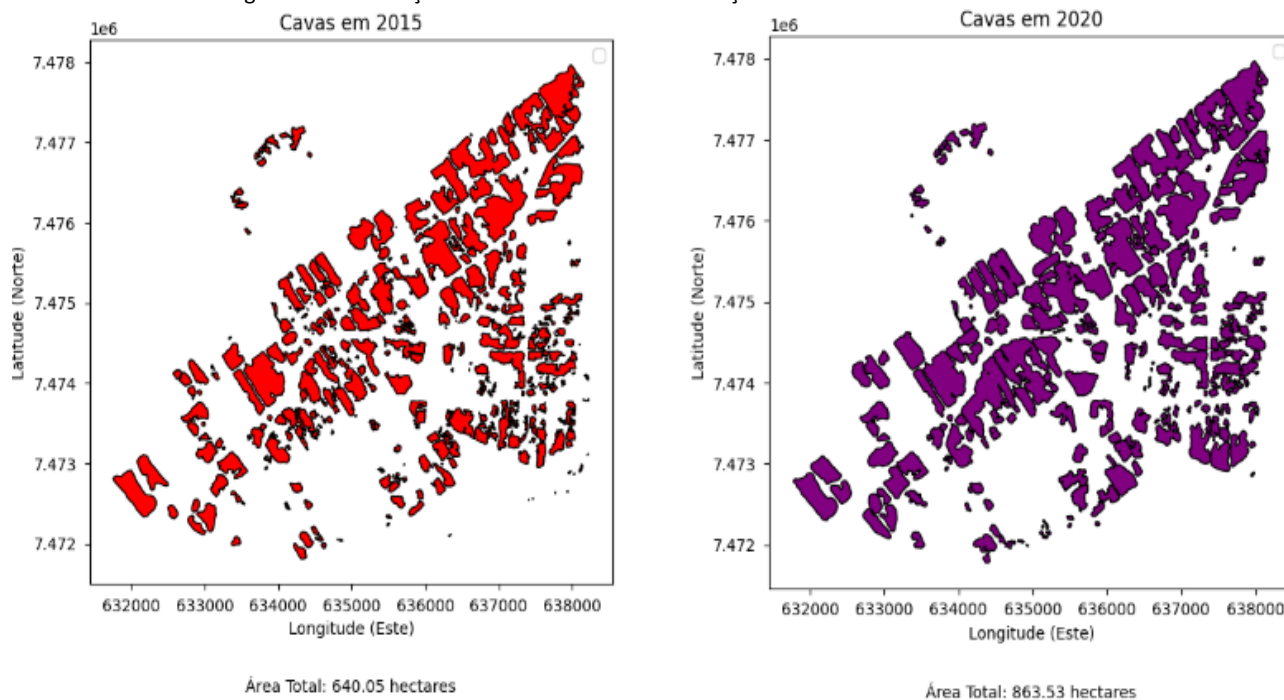 Cavas em 2015
1e6
7.478
7.477
7.476
7.475
7.474
7.473
7.472
Latitude (Norte)
632000 633000 634000 635000 636000 637000 638000
Longitude (Este)
Área Total: 640.05 hectares
Cavas em 2020
1e6
7.478
7.477
7.476
7.475
7.474
7.473
7.472
Latitude (Norte)
632000 633000 634000 635000 636000 637000 638000
Longitude (Este)
Área Total: 863.53 hectares